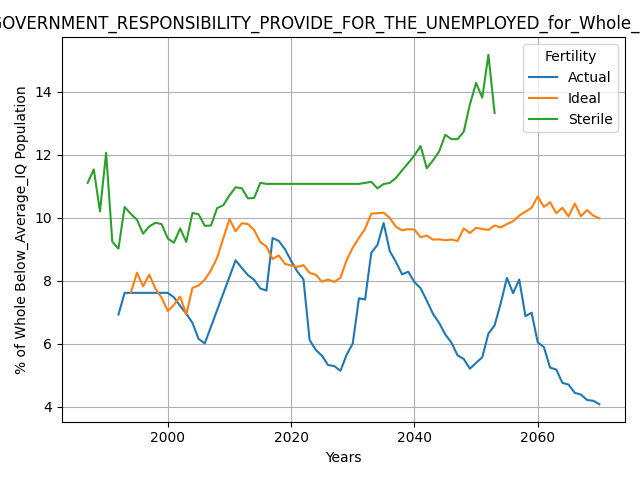 GOVERNMENT_RESPONSIBILITY_PROVIDE_FOR_THE_UNEMPLOYED_for_Whole_
Fertility
Actual
Ideal
Sterile
% of Whole Below_Average_IQ Population
14
12
10
8
6
4
2000
2020
2040
2060
Years